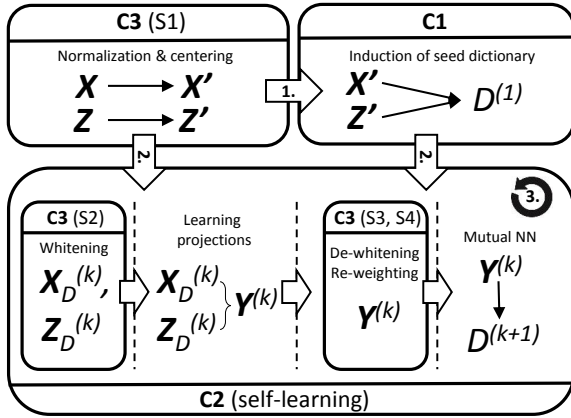 C3 (S1)
Normalization & centering
X X'
Z Z'
1.
C1
Induction of seed dictionary
X'
Z'
D(1)
2.
2.
3.
C3 (S2)
Whitening
XD(k),
ZD(k)
Learning
projections
XD(k)
ZD(k)
Y(k)
C3 (S3, S4)
De-whitening
Re-weighting
Y(k)
Mutual NN
Y(k)
D(k+1)
C2 (self-learning)